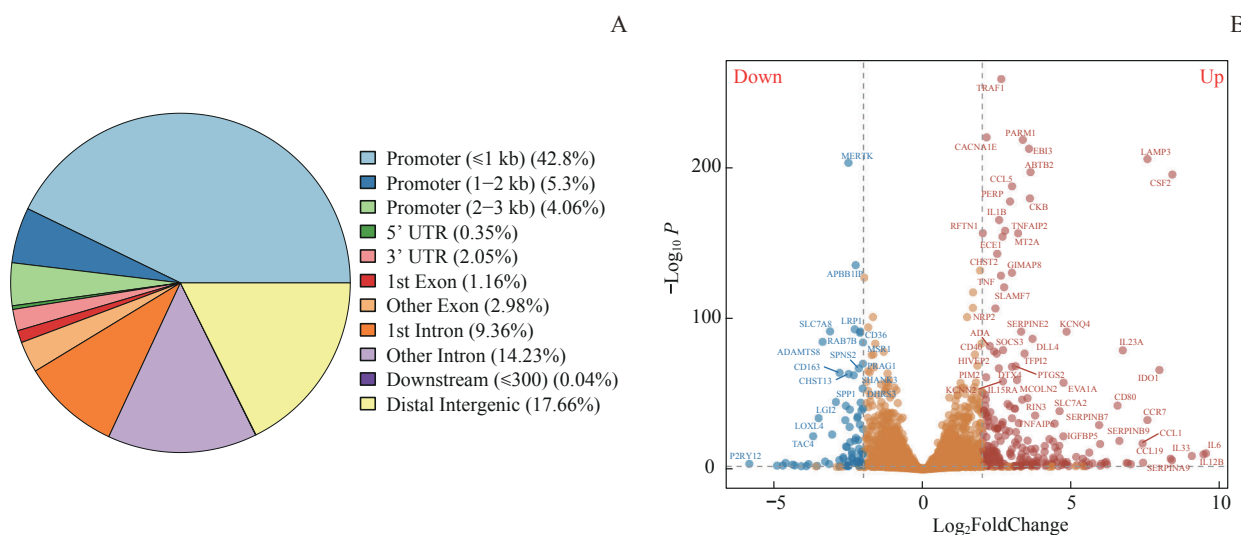 A
Promoter (≤1 kb) (42.8%)
Promoter (1−2 kb) (5.3%)
Promoter (2−3 kb) (4.06%)
5’ UTR (0.35%)
3’ UTR (2.05%)
1st Exon (1.16%)
Other Exon (2.98%)
1st Intron (9.36%)
Other Intron (14.23%)
Downstream (≤300) (0.04%)
Distal Intergenic (17.66%)
B
Down
Up
TRAF1
PARM1
CACNA1E
EBI3
LAMP3
MERTK
ABTB2
CSF2
CCL5
PERP
CKB
IL1B
RFTN1
TNFAIP2
ECE1
MT2A
CHST2
APBB1IP
GIMAP8
TNF
SLAMF7
NRP2
SLC7A8
LRP1
SERPINE2
KCNQ4
RAB7B
CD36
ADA
ADAMTS8
MSR1
CD40
SOCS3
DLL4
IL23A
SPNS2
HIVEP2
TFPI2
CD163
PRAG1
PIM2
DTX4
PTGS2
IDO1
CHST13
SHANK3
KCNN2
IL15RA
MCOLN2
EVA1A
SPP1
DHRS3
CD80
LGI2
RIN3
SLC7A2
CCR7
LOXL4
TNFAIP6
SERPINB7
TAC4
IGFBP5
SERPINB9
CCL1
P2RY12
CCL19
IL33
IL6
SERPINA9
IL12B
200
100
0
−Log10 P
−5
0
5
10
Log2FoldChange